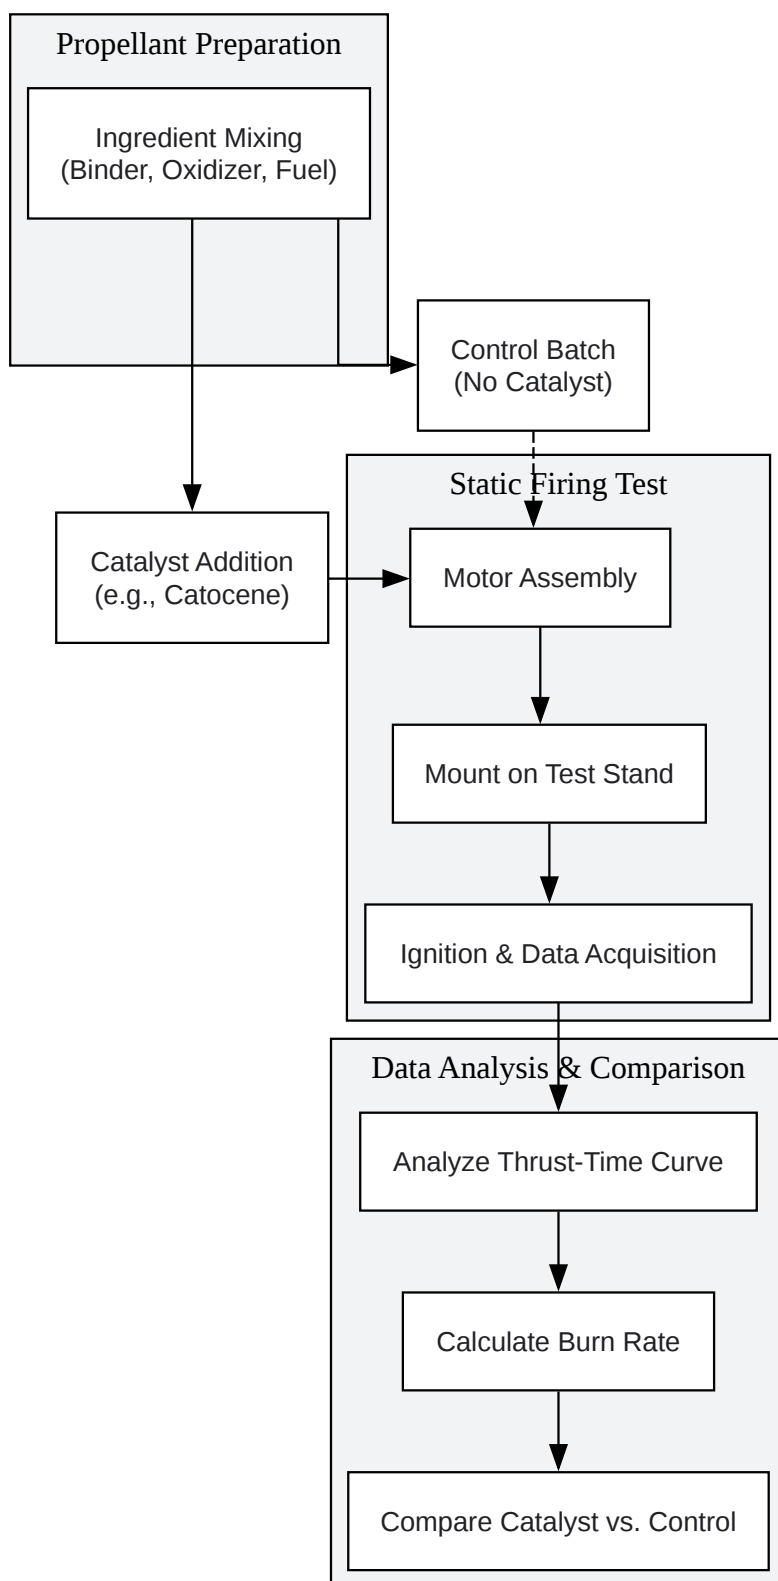 Propellant Preparation
Ingredient Mixing
(Binder, Oxidizer, Fuel)
Control Batch
(No Catalyst)
Static Firing Test
Catalyst Addition
(e.g., Catocene)
Motor Assembly
Mount on Test Stand
Ignition & Data Acquisition
Data Analysis & Comparison
Analyze Thrust-Time Curve
Calculate Burn Rate
Compare Catalyst vs. Control